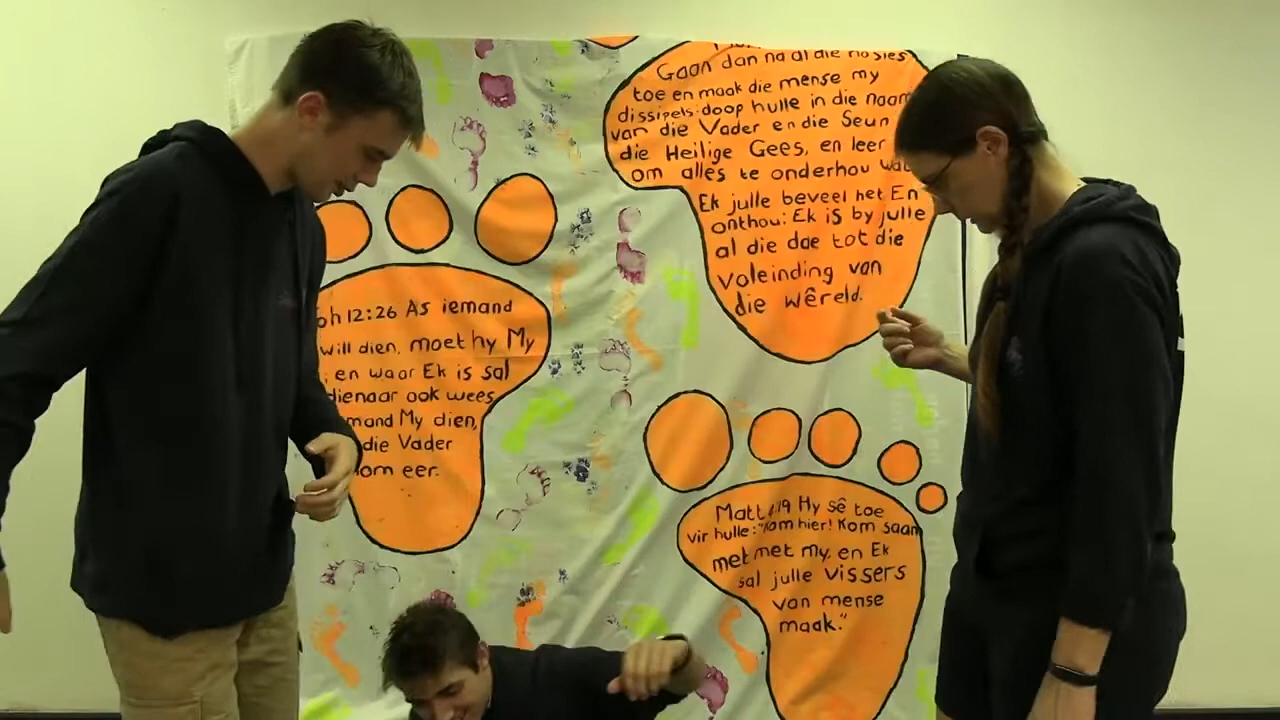 Gaan dan na al die nasies
toe en maak die mense my
dissipels: doop hulle in die naam
van die Vader en die Seun
die Heilige Gees, en leer
om alles te onderhou wat
Ek julle beveel het En
onthou: Ek is by julle
al die dae tot die
voleinding van
die wêreld.
oh 12:26 As iemand
will dien, moet hy My
, en waar Ek is sal
dienaar ook wees
mand My dien,
die Vader
om eer.
Matt 4:19 Hy sê toe
vir hulle: "Kom hier! Kom saam
met met my, en Ek
sal julle vissers
van mense
maak."